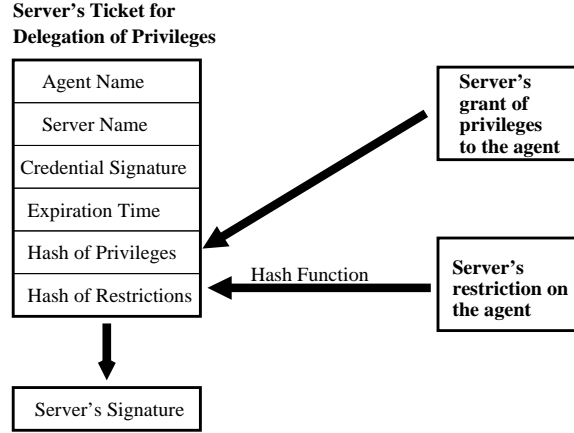 Server's Ticket for
Delegation of Privileges
Agent Name
Server Name
Credential Signature
Expiration Time
Hash of Privileges
Hash of Restrictions
Server's Signature
Server's
grant of
privileges
to the agent
Hash Function
Server's
restriction on
the agent